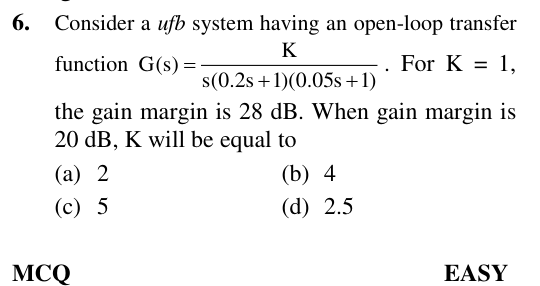 6. Consider a ufb system having an open-loop transfer
function G(s) = K / s(0.2s+1)(0.05s+1) . For K = 1,
the gain margin is 28 dB. When gain margin is
20 dB, K will be equal to
(a) 2 (b) 4
(c) 5 (d) 2.5
MCQ EASY